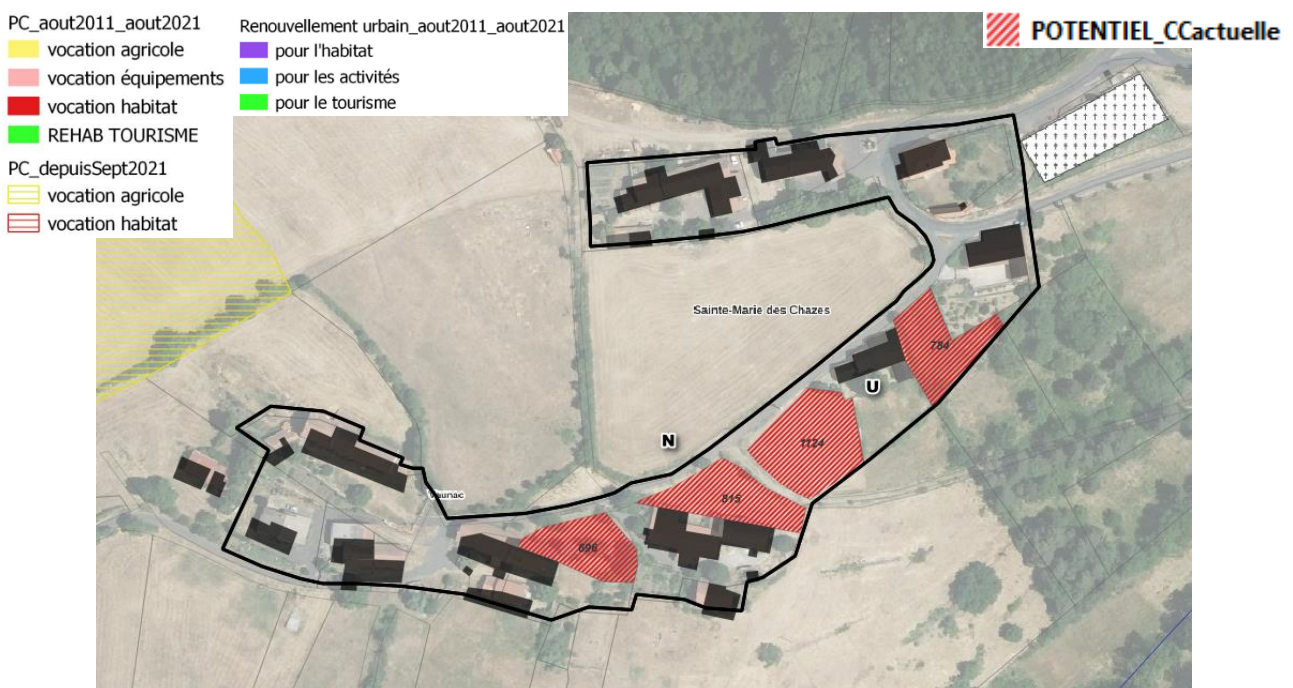 PC_aout2011_aout2021
vocation agricole
vocation équipements
vocation habitat
REHAB TOURISME
PC_depuisSept2021
vocation agricole
vocation habitat
Renouvellement urbain_aout2011_aout2021
pour l'habitat
pour les activités
pour le tourisme
POTENTIEL_CCactuelle
Sainte-Marie des Chazes
784
U
1124
N
815
696